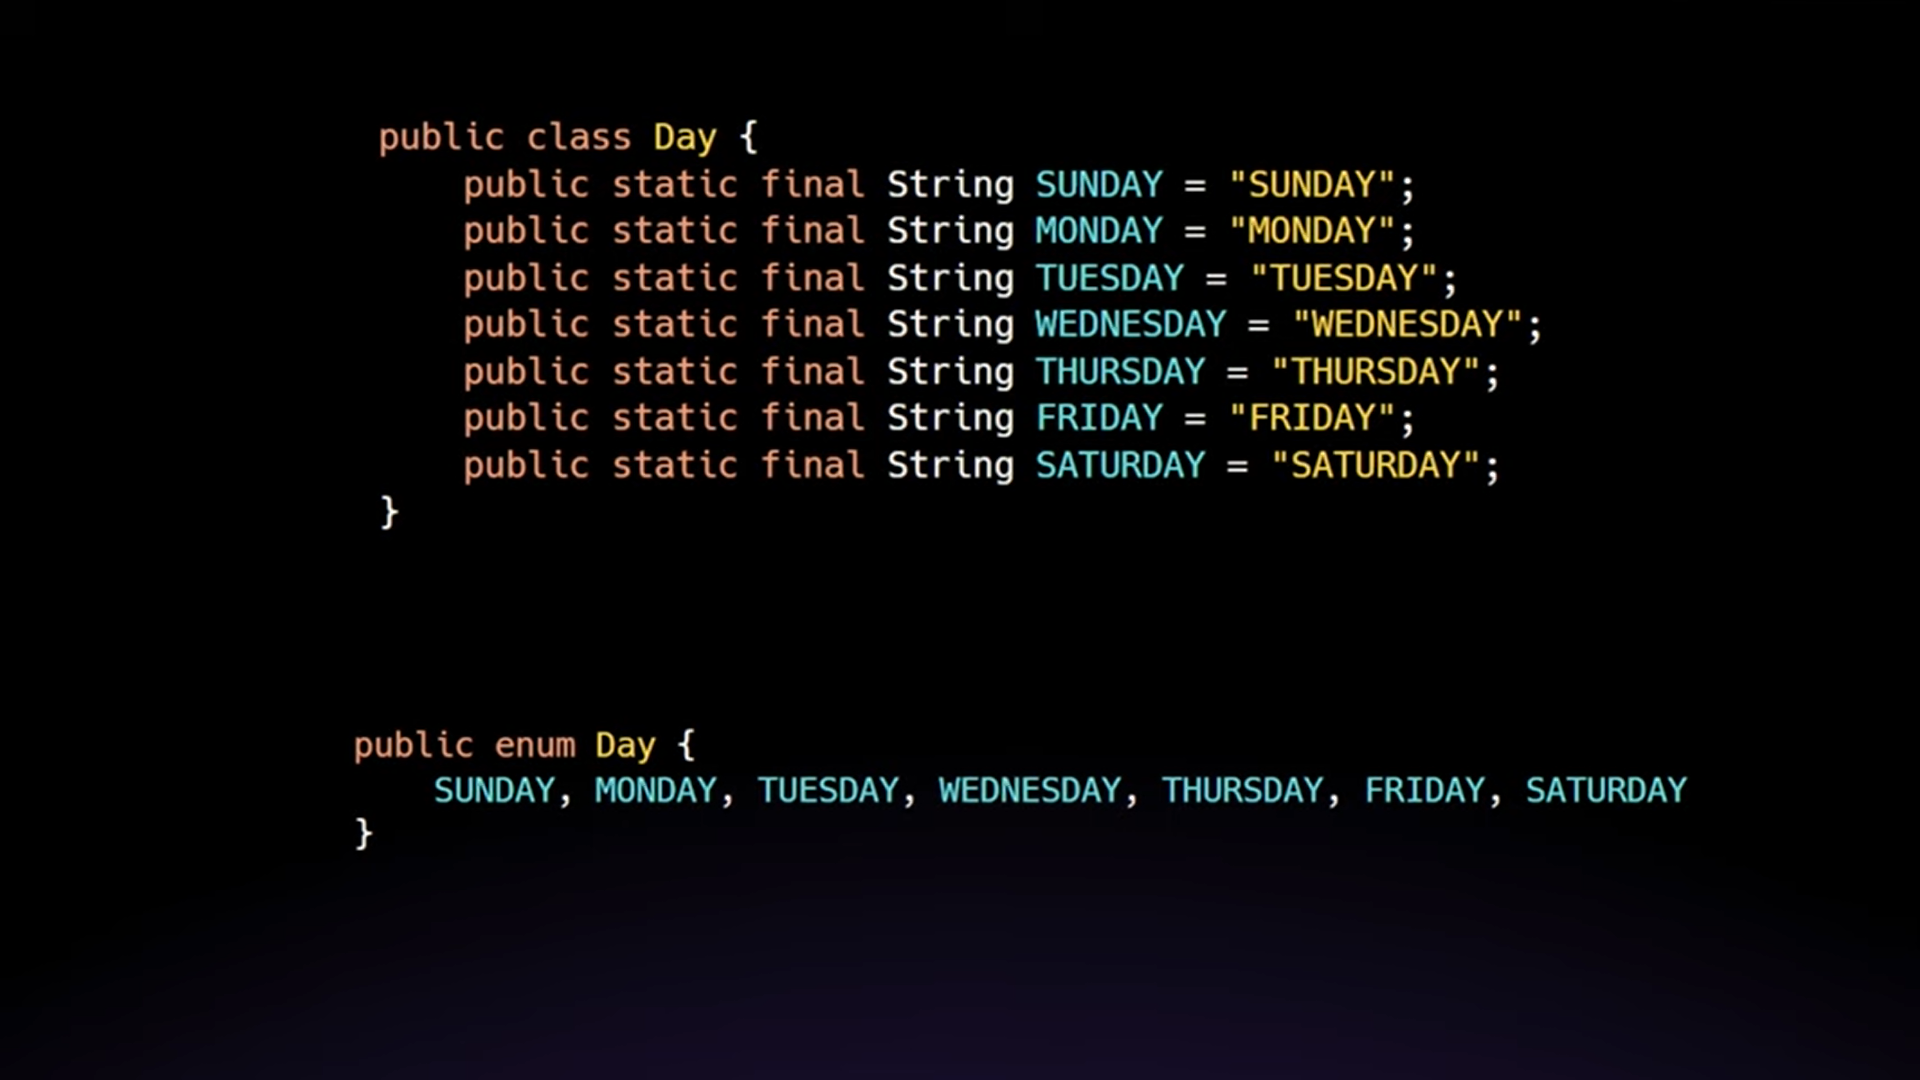 public class Day {
public static final String SUNDAY = "SUNDAY";
public static final String MONDAY = "MONDAY";
public static final String TUESDAY = "TUESDAY";
public static final String WEDNESDAY = "WEDNESDAY";
public static final String THURSDAY = "THURSDAY";
public static final String FRIDAY = "FRIDAY";
public static final String SATURDAY = "SATURDAY";
}
public enum Day {
SUNDAY, MONDAY, TUESDAY, WEDNESDAY, THURSDAY, FRIDAY, SATURDAY
}